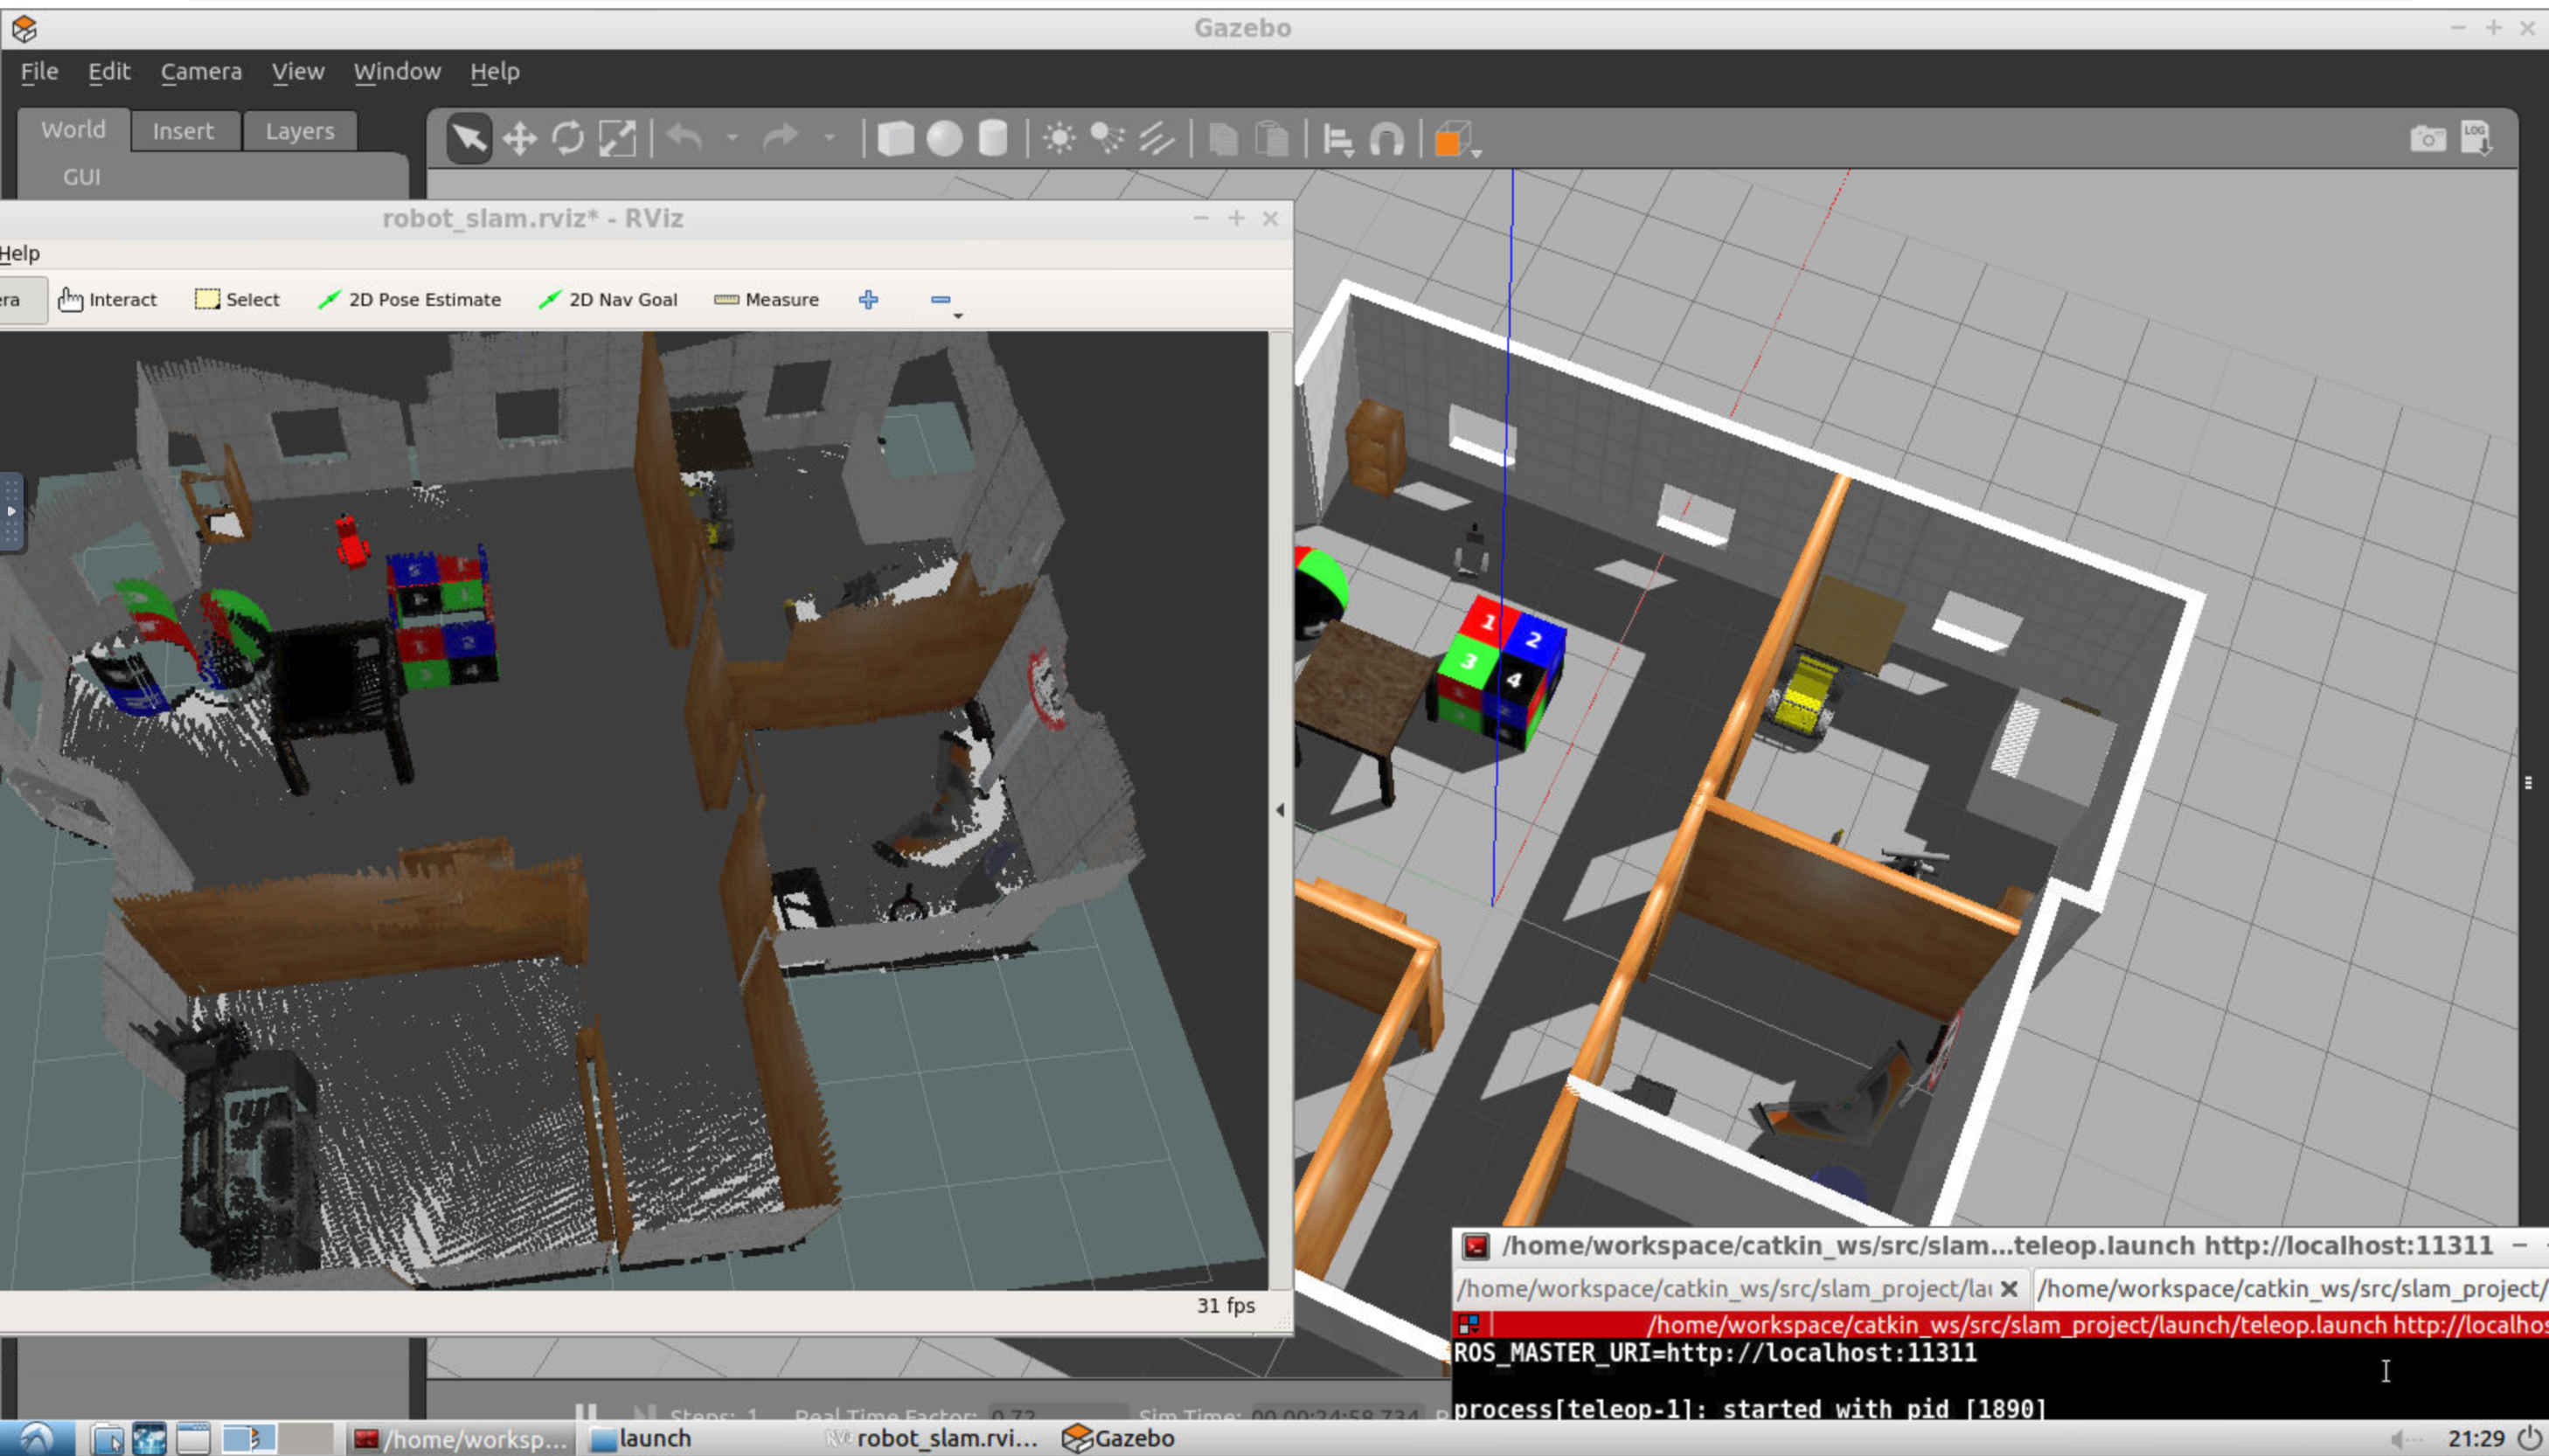 Gazebo
File Edit Camera View Window Help
World Insert Layers
LOG
GUI
robot_slam.rviz* - RViz
Help
era Interact Select 2D Pose Estimate 2D Nav Goal Measure
1 2
3 4
31 fps
/home/workspace/catkin_ws/src/slam...teleop.launch http://localhost:11311
/home/workspace/catkin_ws/src/slam_project/lau /home/workspace/catkin_ws/src/slam_project/
/home/workspace/catkin_ws/src/slam_project/launch/teleop.launch http://localhos
ROS_MASTER_URI=http://localhost:11311
process[teleop-1]: started with pid [1890]
Steps: 1 Real Time Factor: 0.72 Sim Time: 00 00:24:58.734
/home/worksp... launch RViz robot_slam.rvi... Gazebo 21:29